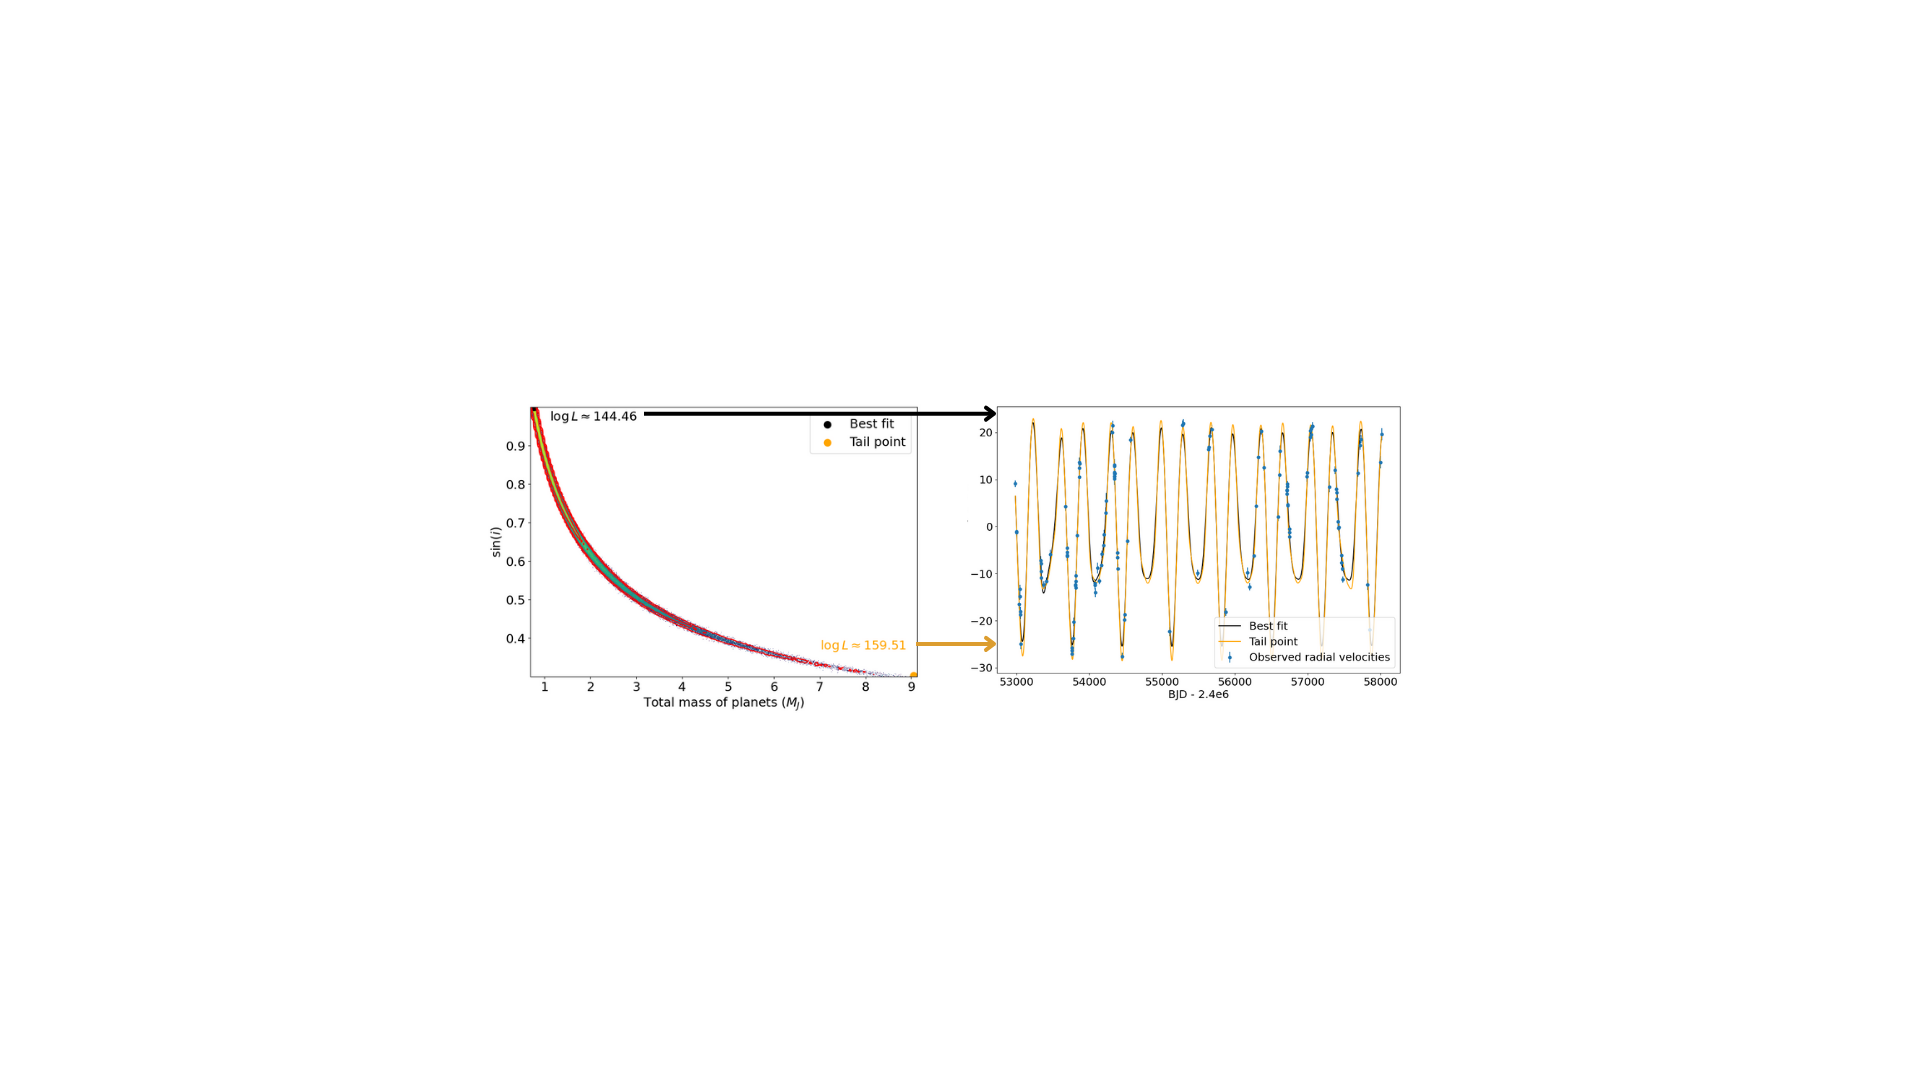 log L ≈ 144.46
Best fit
Tail point
0.9
0.8
0.7
0.6
0.5
0.4
sin(i)
log L ≈ 159.51
1 2 3 4 5 6 7 8 9
Total mass of planets (M_J)
20
10
0
−10
−20
−30
Best fit
Tail point
Observed radial velocities
53000 54000 55000 56000 57000 58000
BJD - 2.4e6